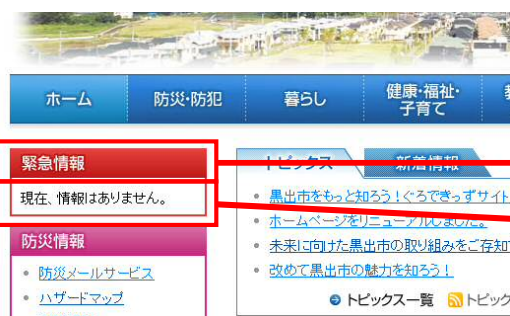 ホーム
防災・防犯
暮らし
健康・福祉・
子育て
緊急情報
現在、情報はありません。
防災情報
防災メールサービス
ハザードマップ
トピックス
新着情報
黒出市をもっと知ろう！ぐろできっずサイト
ホームページをリニューアルしました。
未来に向けた黒出市の取り組みをご存知
改めて黒出市の魅力を知ろう！
トピックス一覧
トピック